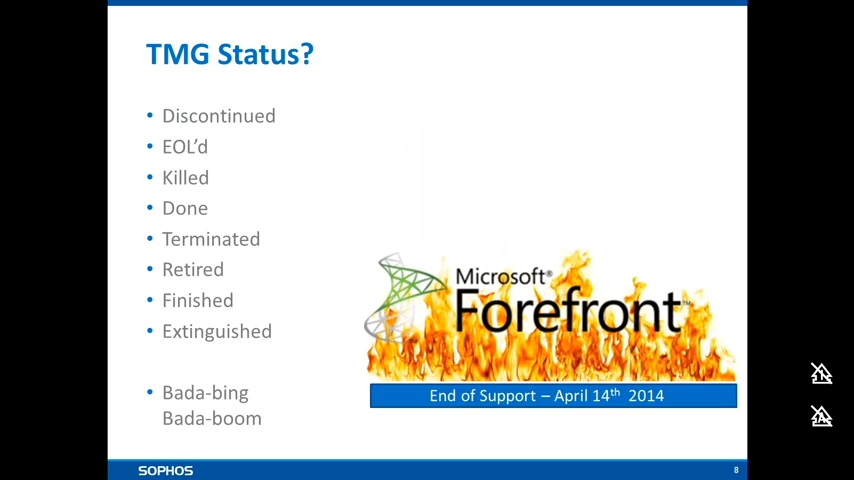 TMG Status?
• Discontinued
• EOL'd
• Killed
• Done
• Terminated
• Retired
• Finished
• Extinguished
• Bada-bing
Bada-boom
Microsoft®
Forefront™
End of Support – April 14th 2014
SOPHOS
8